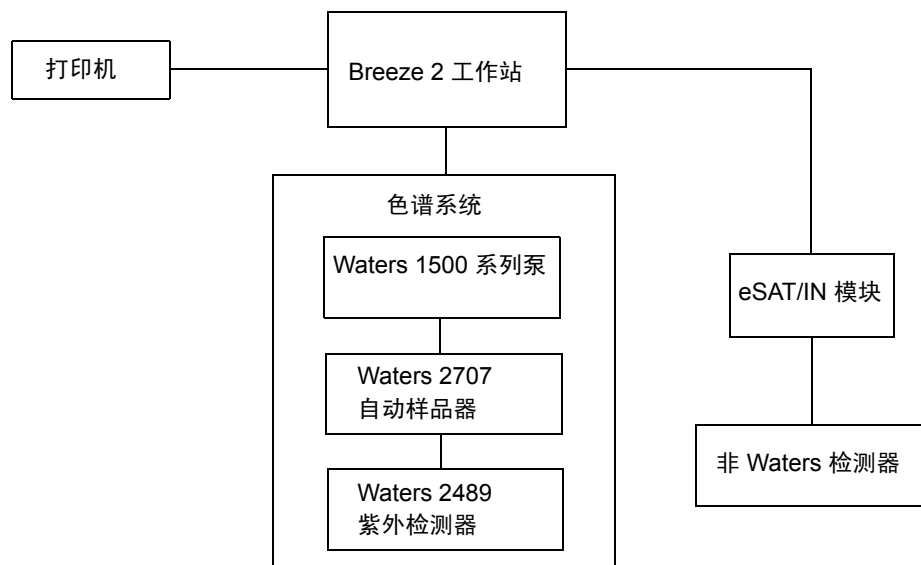 打印机
Breeze 2 工作站
色谱系统
Waters 1500 系列泵
eSAT/IN 模块
Waters 2707
自动样品器
非 Waters 检测器
Waters 2489
紫外检测器